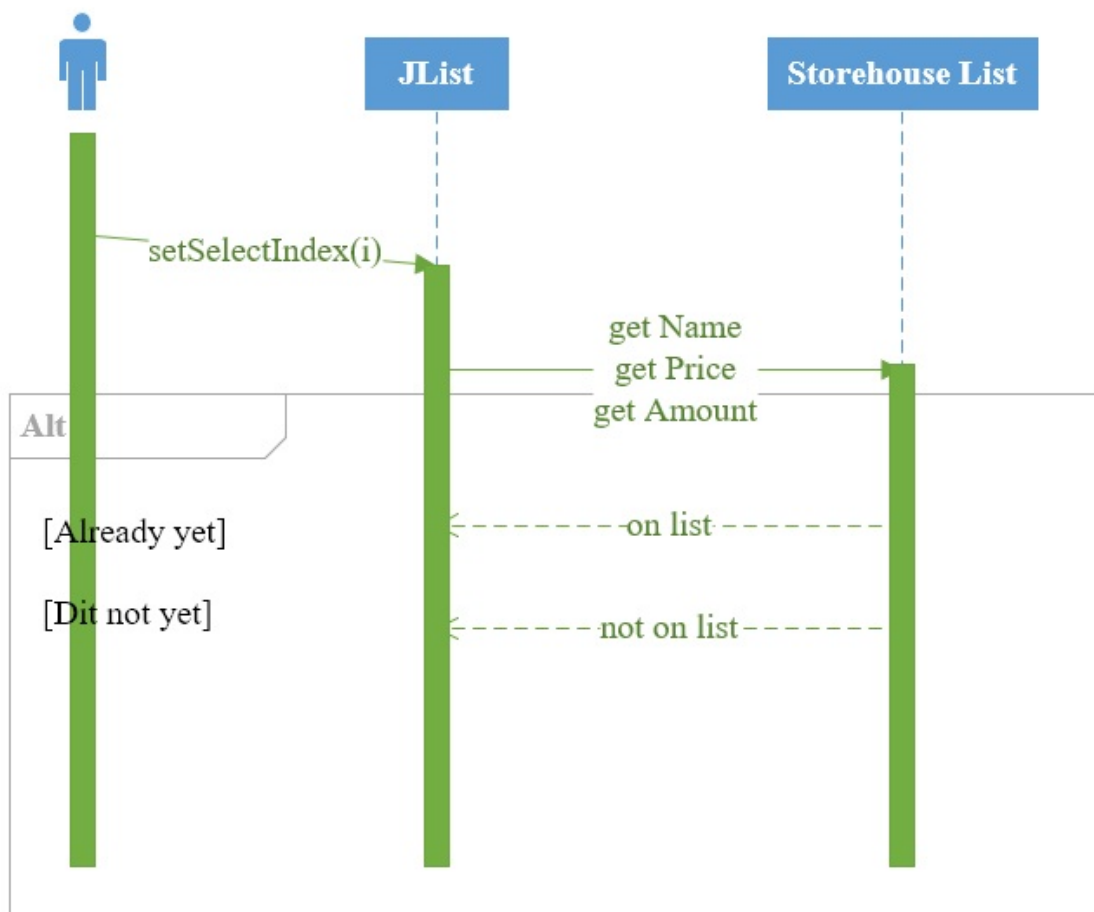 JList
Storehouse List
setSelectIndex(i)
get Name
get Price
get Amount
Alt
[Already yet]
on list
[Dit not yet]
not on list